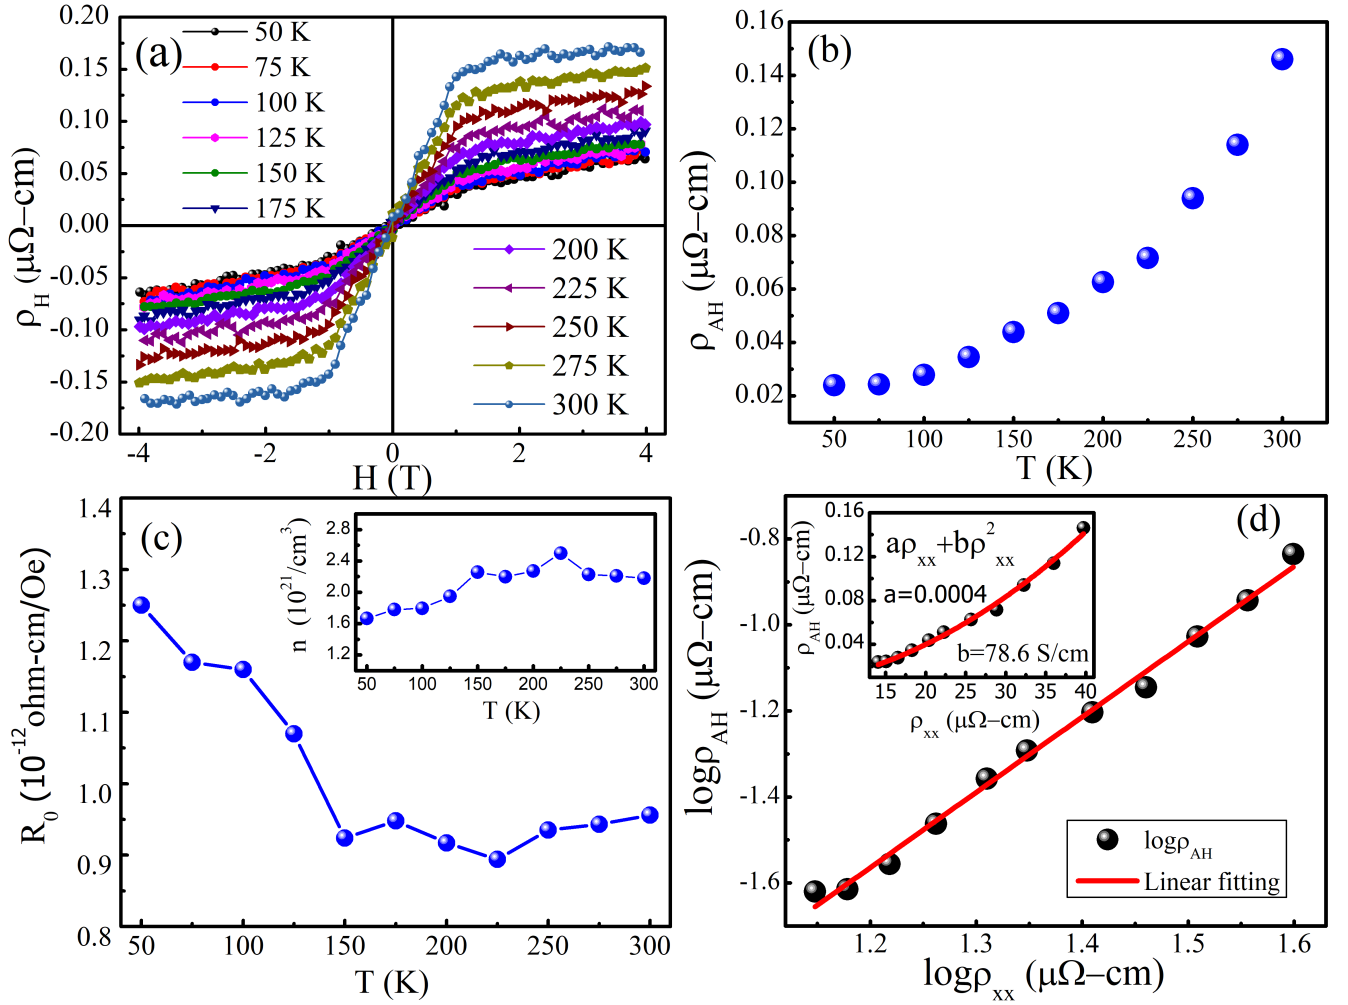 (a)
50 K
75 K
100 K
125 K
150 K
175 K
200 K
225 K
250 K
275 K
300 K
0.20
0.15
0.10
0.05
0.00
-0.05
-0.10
-0.15
-0.20
ρH (μΩ−cm)
-4 -2 0 2 4
H (T)
(b)
0.16
0.14
0.12
0.10
0.08
0.06
0.04
0.02
ρAH (μΩ−cm)
50 100 150 200 250 300
T (K)
(c)
1.4
1.3
1.2
1.1
1.0
0.9
0.8
R0 (10-12ohm-cm/Oe)
50 100 150 200 250 300
T (K)
2.8
2.4
2.0
1.6
1.2
n (1021/cm3)
50 100 150 200 250 300
T (K)
(d)
-0.8
-1.0
-1.2
-1.4
-1.6
logρAH (μΩ−cm)
1.2 1.3 1.4 1.5 1.6
logρxx (μΩ−cm)
0.16
0.12
0.08
0.04
ρAH (μΩ−cm)
aρxx+bρ2xx
a=0.0004
b=78.6 S/cm
15 20 25 30 35 40
ρxx (μΩ−cm)
logρAH
Linear fitting